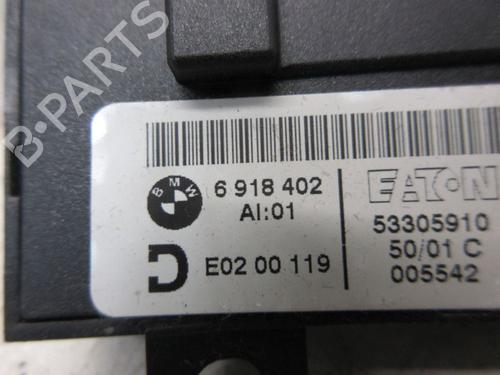 B-PARTS
BMW
6 918 402
AI:01
D E02 00 119
EATON
53305910
50/01 C
005542